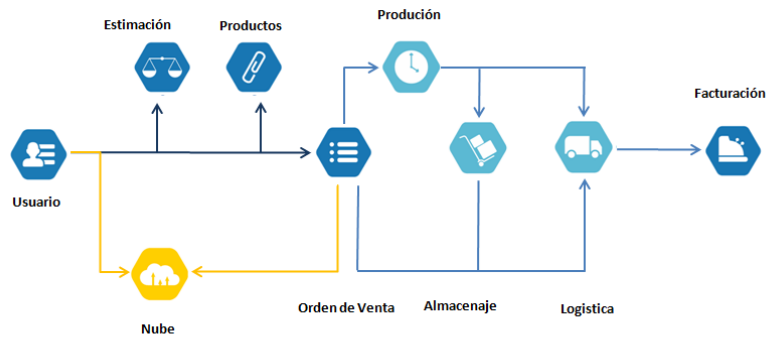 Produción
Estimación
Productos
Facturación
Usuario
Orden de Venta
Almacenaje
Logistica
Nube